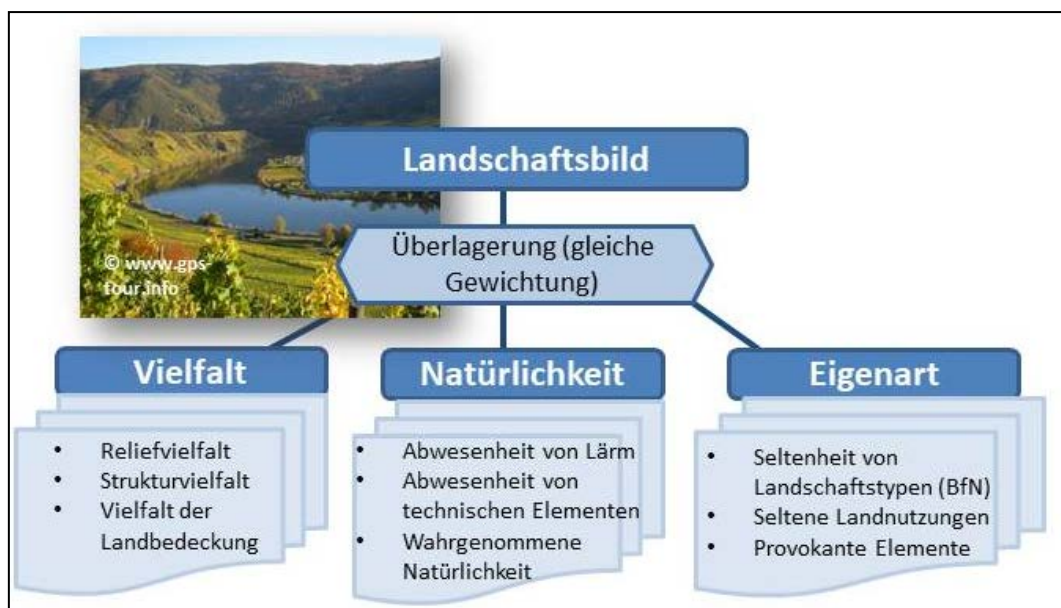 Landschaftsbild
Überlagerung (gleiche
Gewichtung)
© www.gps-
tour.info
Vielfalt
• Reliefvielfalt
• Strukturvielfalt
• Vielfalt der
Landbedeckung
Natürlichkeit
• Abwesenheit von Lärm
• Abwesenheit von
technischen Elementen
• Wahrgenommene
Natürlichkeit
Eigenart
• Seltenheit von
Landschaftstypen (BfN)
• Seltene Landnutzungen
• Provokante Elemente